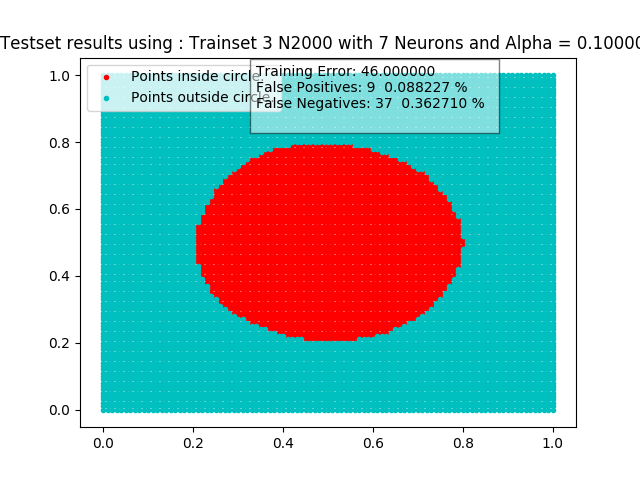 Testset results using : Trainset 3 N2000 with 7 Neurons and Alpha = 0.10000
Points inside circle
Points outside circle
Training Error: 46.000000
False Positives: 9 0.088227 %
False Negatives: 37 0.362710 %
1.0
0.8
0.6
0.4
0.2
0.0
0.0 0.2 0.4 0.6 0.8 1.0